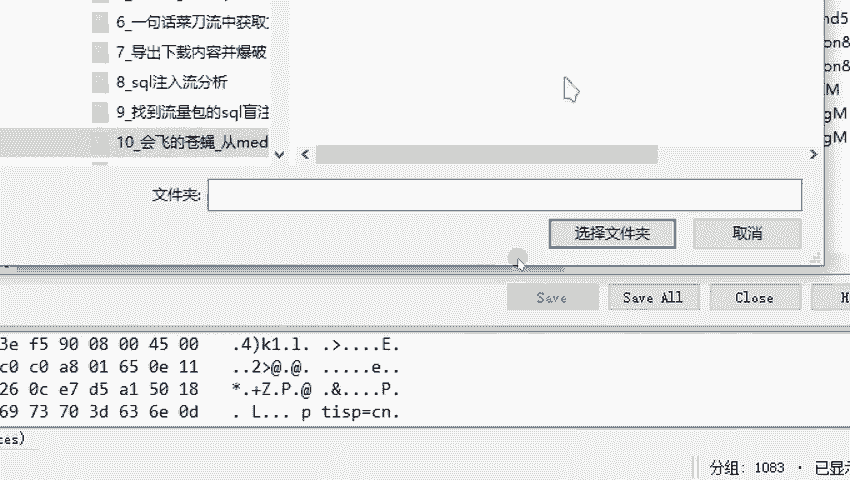 6_一句话菜刀流中获取
nd5
7_导出下载内容并爆破
on8
8_sql注入流分析
on8
M
9_找到流量包的sql盲注
gM
10_会飞的苍蝇_从med
gM
文件夹:
选择文件夹 取消
Save Save All Close H
3e f5 90 08 00 45 00 .4)k1.l. .>....E.
c0 c0 a8 01 65 0e 11 ..2>@.@. .....e..
26 0c e7 d5 a1 50 18 *.+Z.P.@ .&....P.
69 73 70 3d 63 6e 0d . L... p tisp=cn.
ces)
分组: 1083 · 已显示